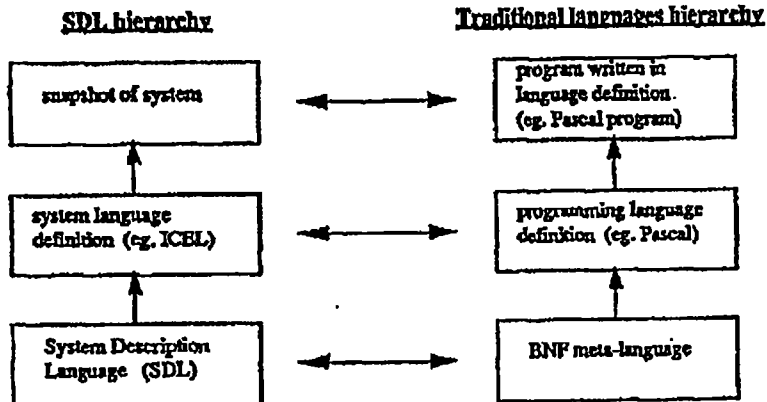 SDL hierarchy
Traditional languages hierarchy
snapshot of system
program written in
language definition.
(eg. Pascal program)
system language
definition (eg. ICEL)
programming language
definition (eg. Pascal)
System Description
Language (SDL)
BNF meta-language